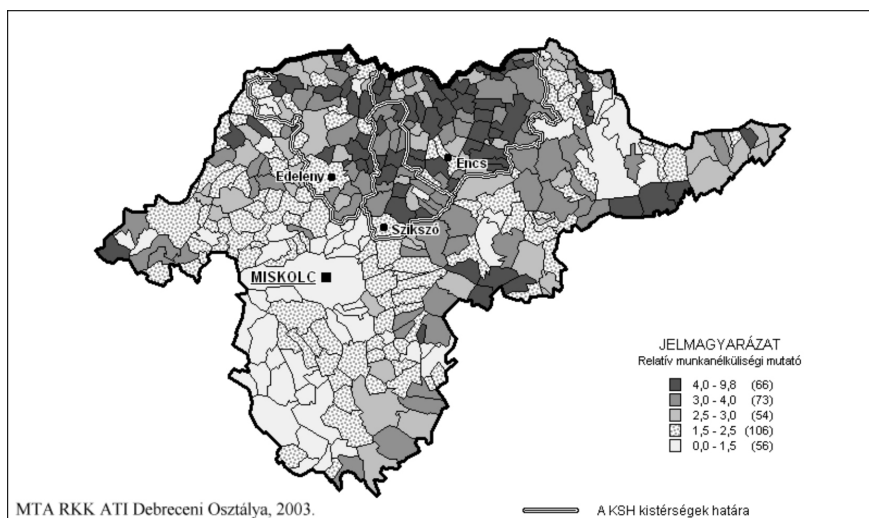 Encs
Edelény
Szikszó
MISKOLC
JELMAGYARÁZAT
Relatív munkanélküliségi mutató
4,0 - 9,8 (66)
3,0 - 4,0 (73)
2,5 - 3,0 (54)
1,5 - 2,5 (106)
0,0 - 1,5 (56)
MTA RKK ATI Debreceni Osztálya, 2003.
A KSH kistérségek határa